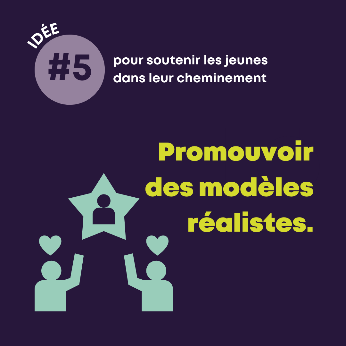 IDÉE
#5
pour soutenir les jeunes
dans leur cheminement
Promouvoir
des modèles
réalistes.